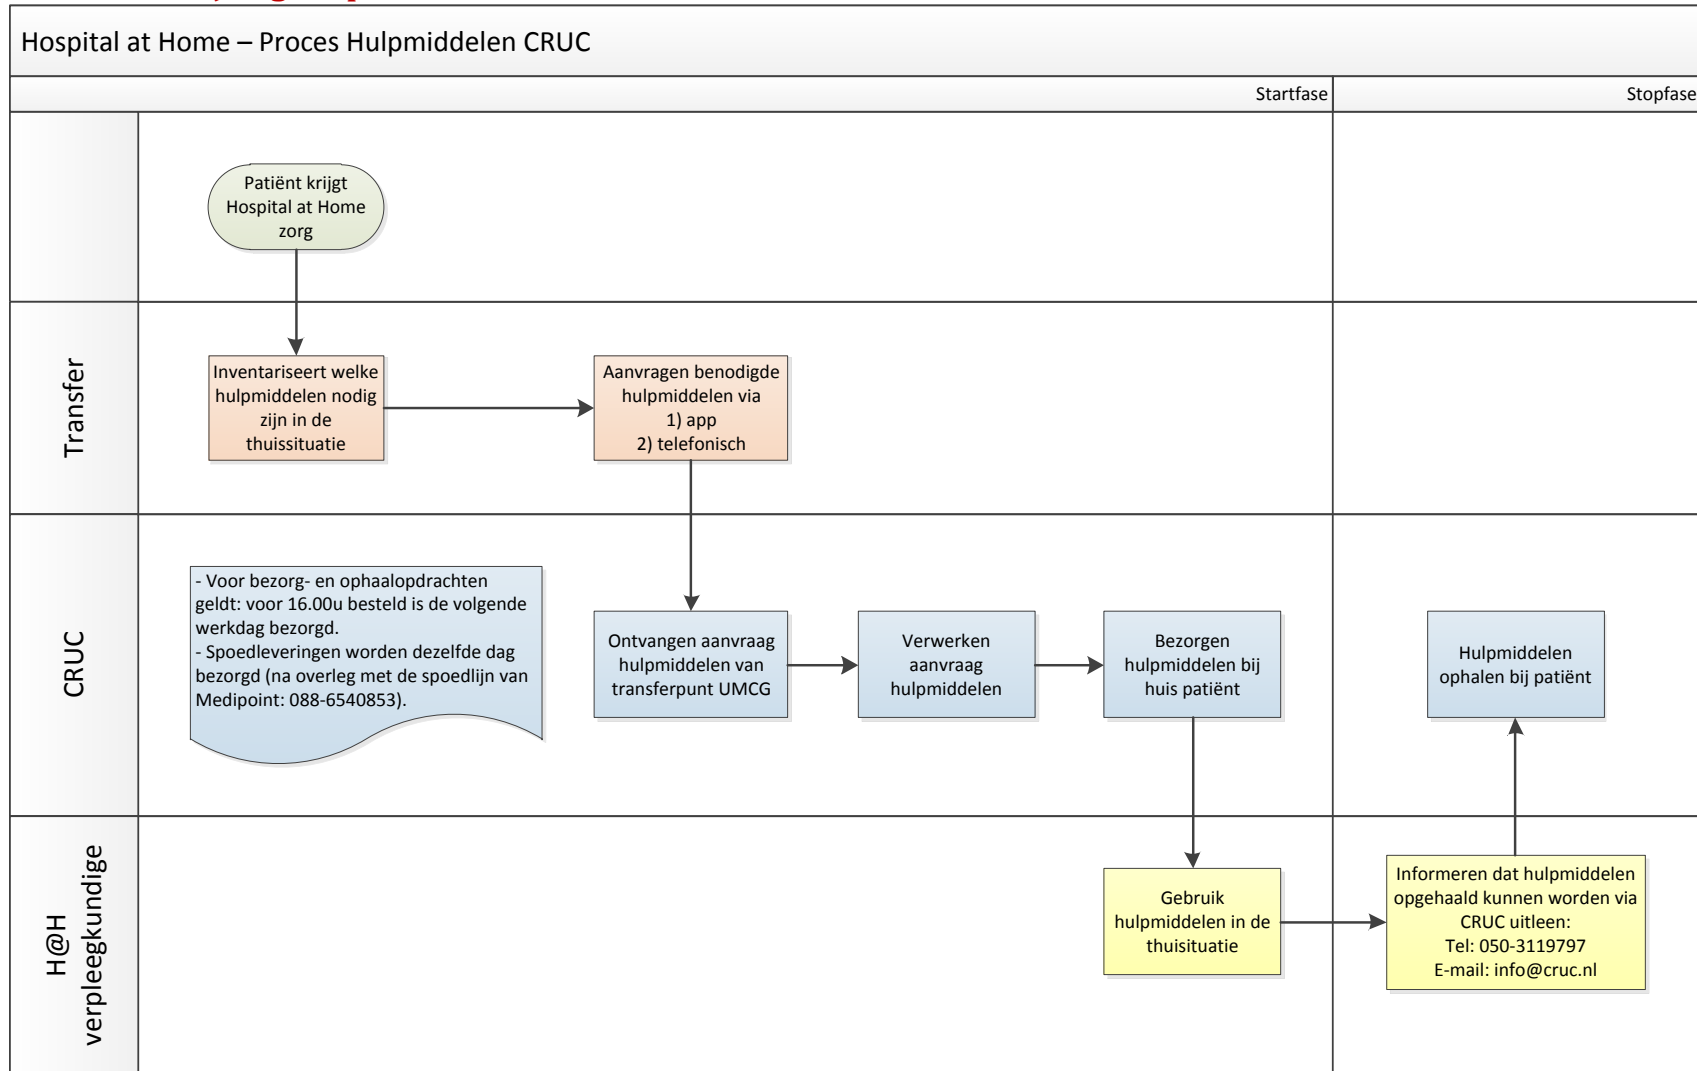 Hospital at Home – Proces Hulpmiddelen CRUC
Startfase
Stopfase
Patiënt krijgt
Hospital at Home
zorg
Transfer
Inventariseert welke
hulpmiddelen nodig
zijn in de
thuissituatie
Aanvragen benodigde
hulpmiddelen via
1) app
2) telefonisch
CRUC
- Voor bezorg- en ophaalopdrachten
geldt: voor 16.00u besteld is de volgende
werkdag bezorgd.
- Spoedleveringen worden dezelfde dag
bezorgd (na overleg met de spoedlijn van
Medipoint: 088-6540853).
Ontvangen aanvraag
hulpmiddelen van
transferpunt UMCG
Verwerken
aanvraag
hulpmiddelen
Bezorgen
hulpmiddelen bij
huis patiënt
Hulpmiddelen
ophalen bij patiënt
H@H
verpleegkundige
Gebruik
hulpmiddelen in de
thuisituatie
Informeren dat hulpmiddelen
opgehaald kunnen worden via
CRUC uitleen:
Tel: 050-3119797
E-mail: info@cruc.nl